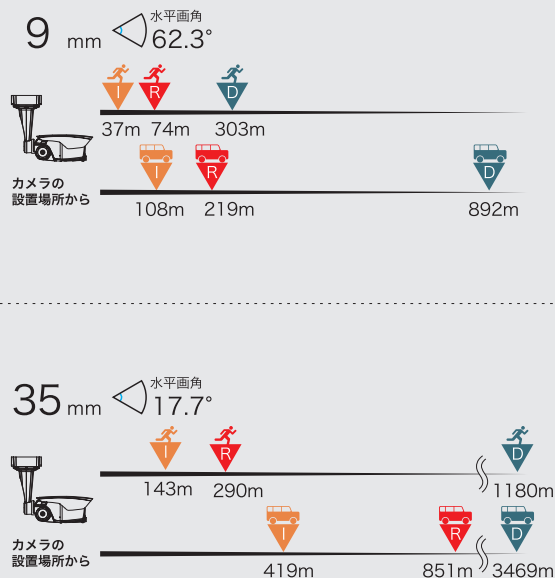 9 mm
水平画角
62.3°
I R D
37m 74m 303m
I R D
カメラの
設置場所から
108m 219m 892m
35 mm
水平画角
17.7°
I R D
143m 290m 1180m
I R D
カメラの
設置場所から
419m 851m 3469m